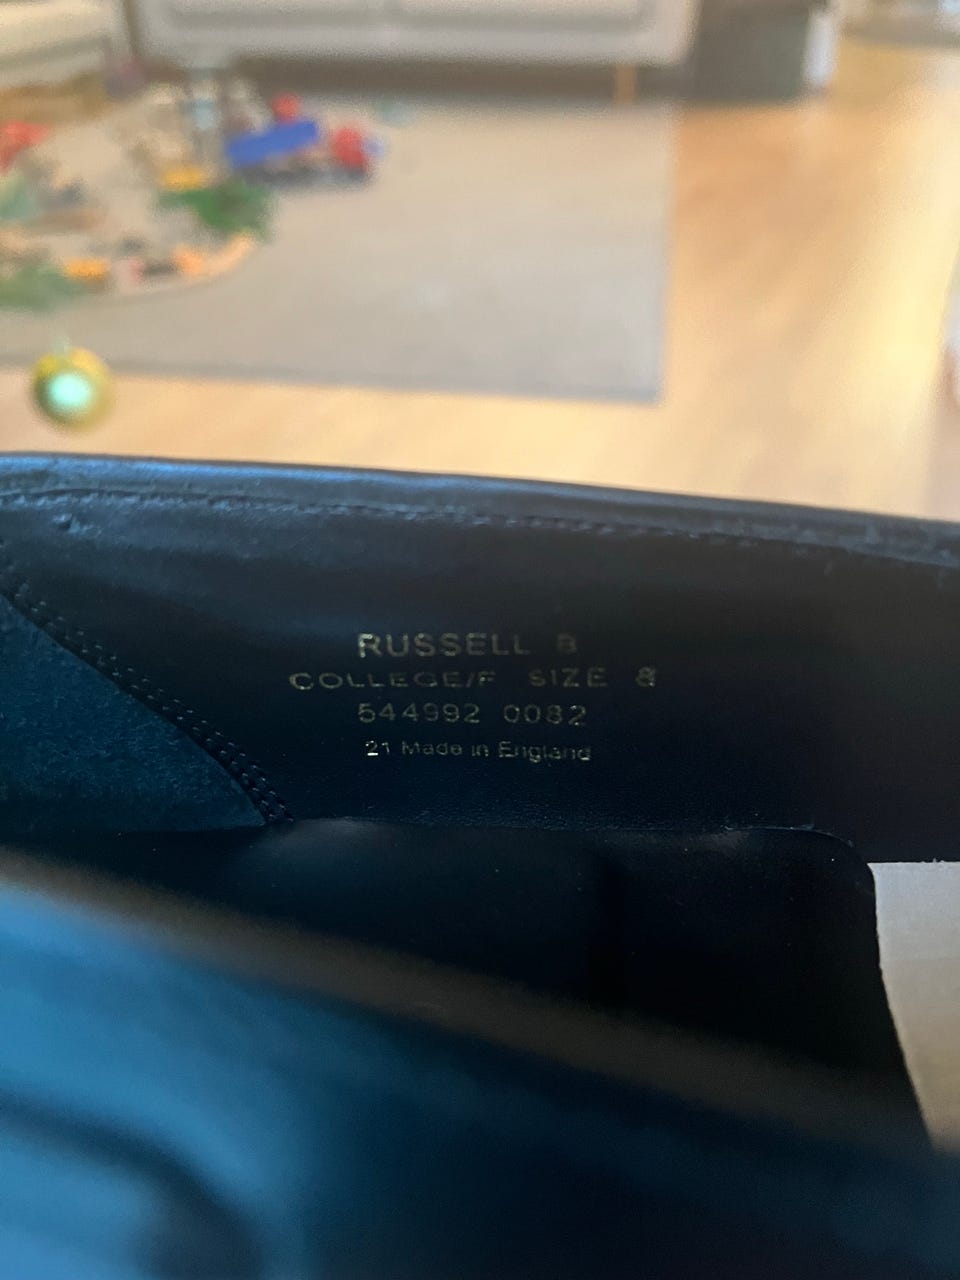 RUSSELL B
COLLEGE/F SIZE 8
544992 0082
21 Made in England